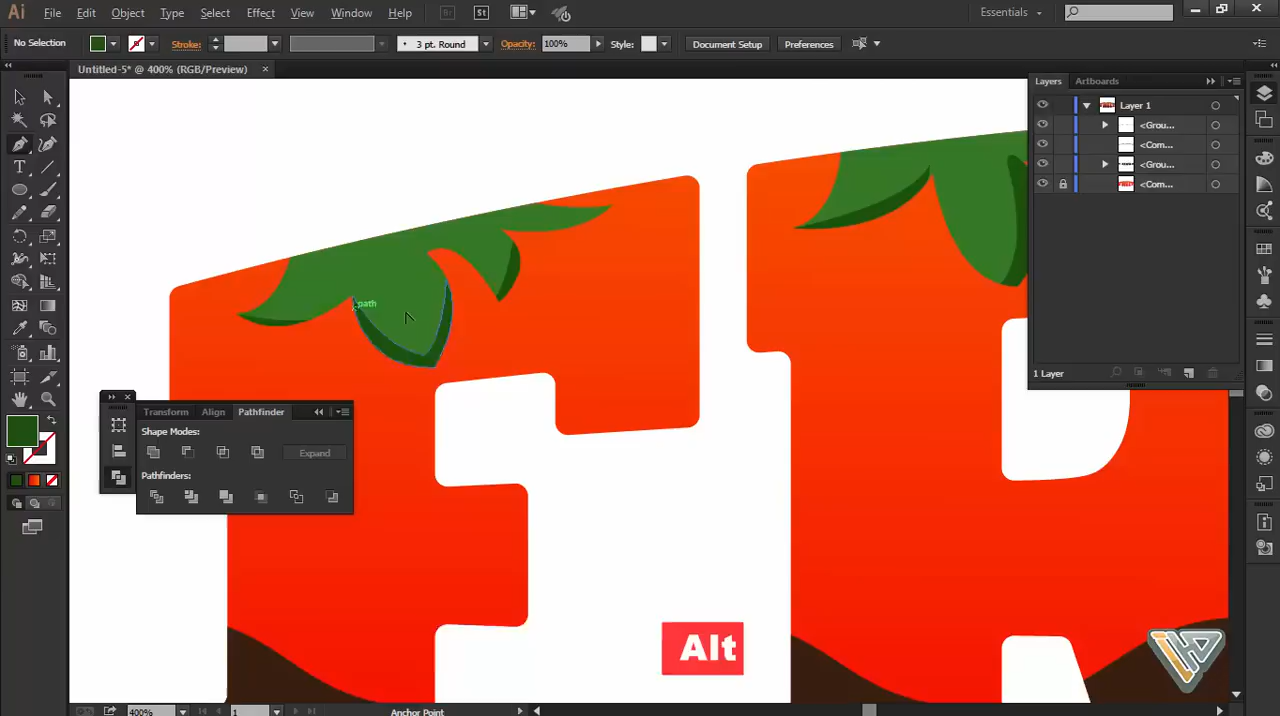 Ai File Edit Object Type Select Effect View Window Help Br St Essentials
No Selection Stroke: 3 pt. Round Opacity: 100% Style: Document Setup Preferences
Untitled-5* @ 400% (RGB/Preview) ×
Layers Artboards
Layer 1
<Grou...
<Com...
<Grou...
<Com...
1 Layer
path
Transform Align Pathfinder
Shape Modes:
Expand
Pathfinders:
Alt
400% 1 Anchor Point